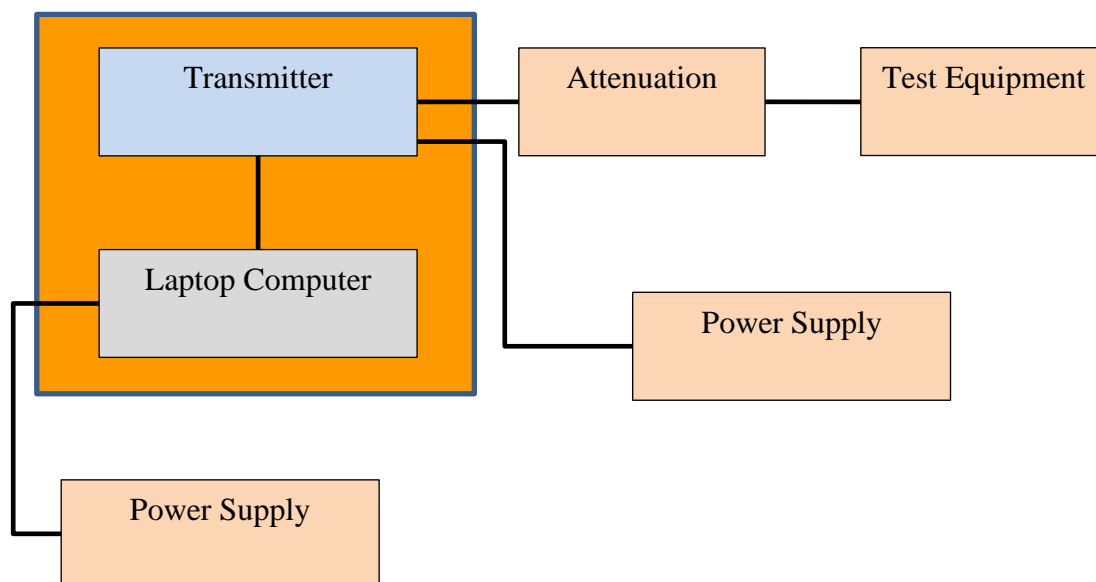 Transmitter
Attenuation
Test Equipment
Laptop Computer
Power Supply
Power Supply